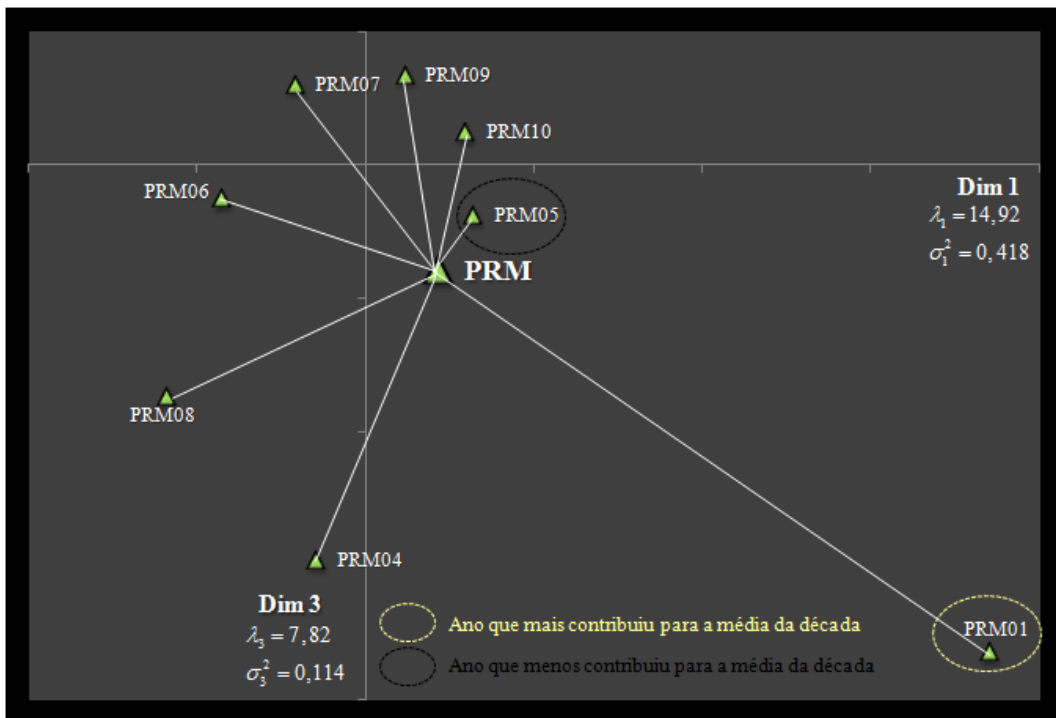 PRM09
PRM07
PRM10
PRM06
Dim 1
PRM05
λ₁ = 14,92
σ₁² = 0,418
PRM
PRM08
PRM04
Dim 3
λ₃ = 7,82
σ₃² = 0,114
Ano que mais contribuiu para a média da década
PRM01
Ano que menos contribuiu para a média da década